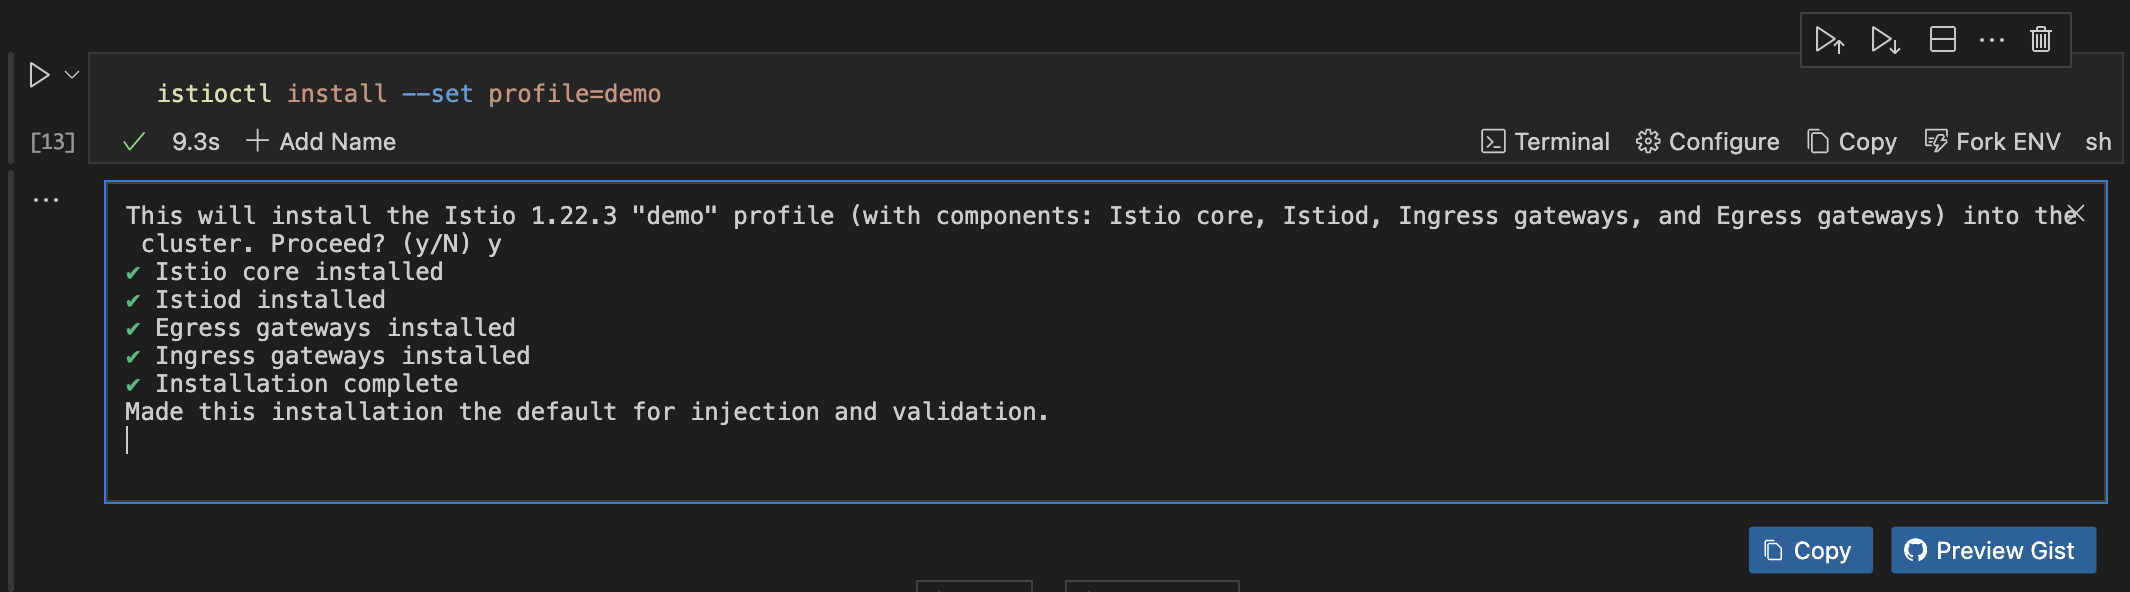 istioctl install --set profile=demo
[13] 9.3s Add Name Terminal Configure Copy Fork ENV sh
This will install the Istio 1.22.3 "demo" profile (with components: Istio core, Istiod, Ingress gateways, and Egress gateways) into the
cluster. Proceed? (y/N) y
✔ Istio core installed
✔ Istiod installed
✔ Egress gateways installed
✔ Ingress gateways installed
✔ Installation complete
Made this installation the default for injection and validation.
Copy Preview Gist